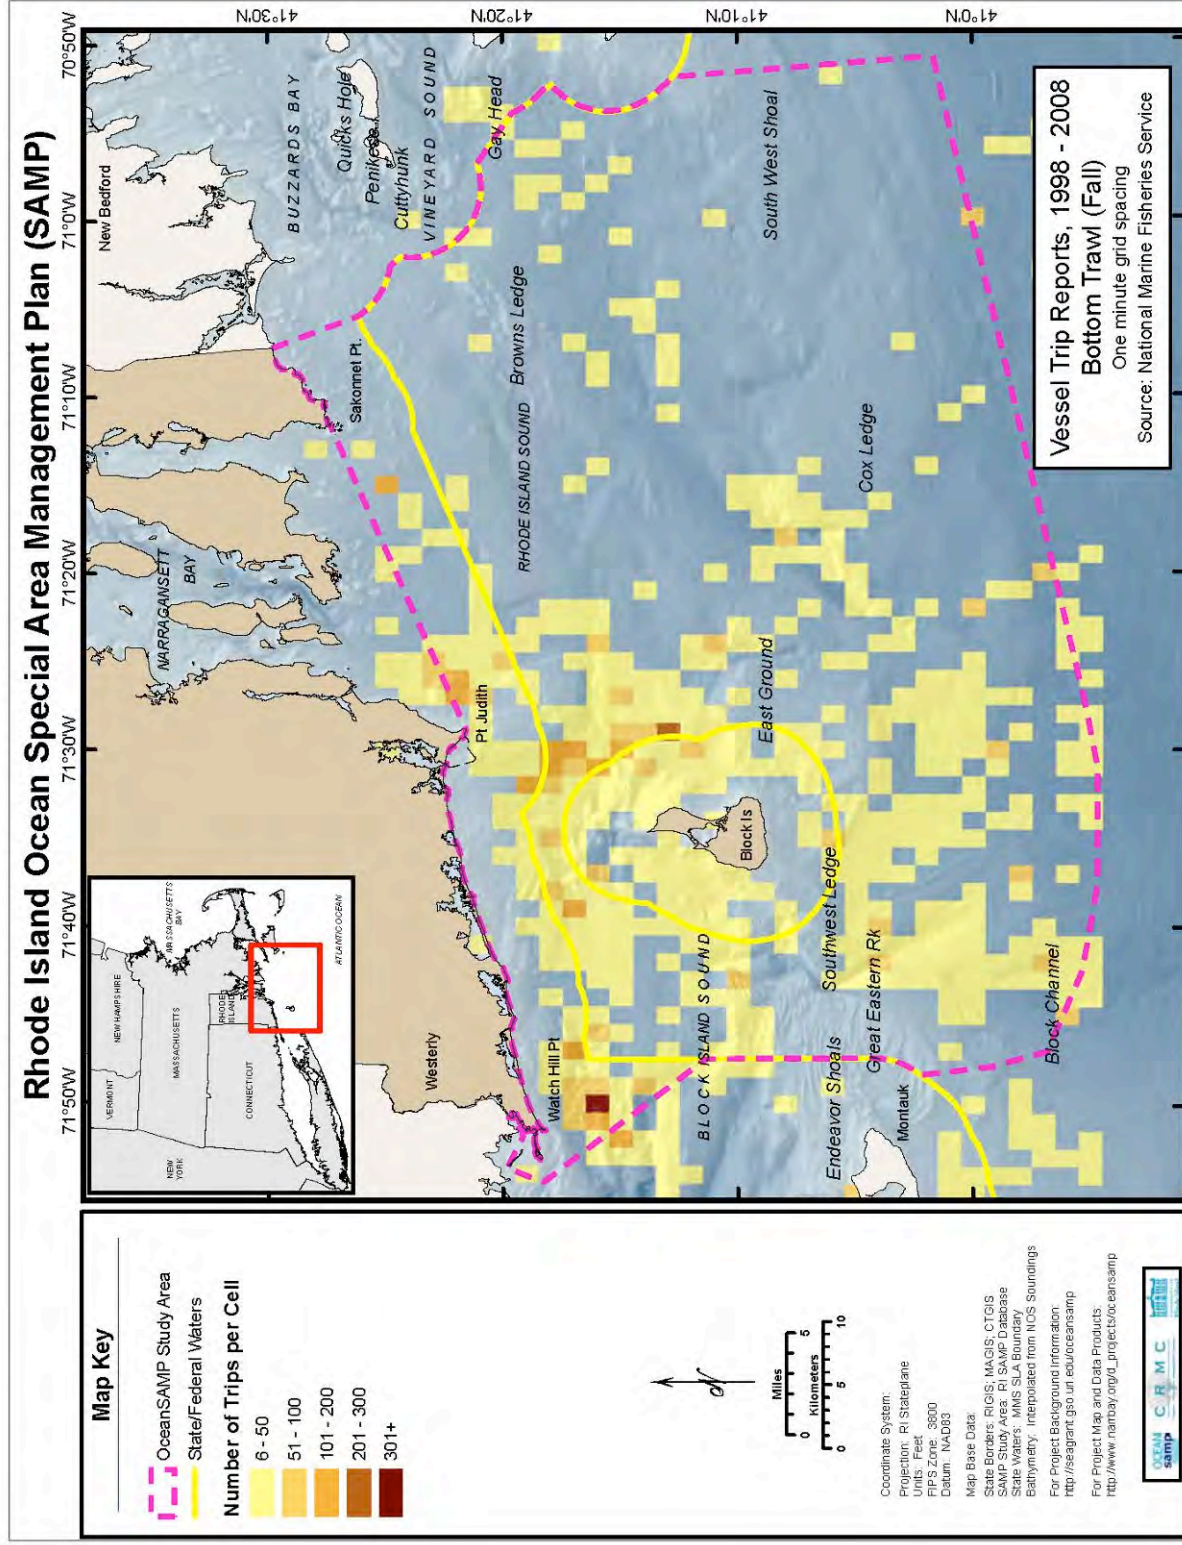 Rhode Island Ocean Special Area Management Plan (SAMP)
Map Key
OceanSAMP Study Area
State/Federal Waters
Number of Trips per Cell
6 - 50
51 - 100
101 - 200
201 - 300
301+
N
Miles
0 5
Kilometers
0 5 10
Coordinate System:
Projection: RI Stateplane
Units: Feet
FIPS Zone: 3800
Datum: NAD83
Map Base Data:
State Borders: RIGIS; MAGIS; CTGIS
SAMP Study Area: RI SAMP Database
State Waters: MMS SLA Boundary
Bathymetry: Interpolated from NOS Soundings
For Project Background Information:
http://seagrant.gso.uri.edu/oceansamp
For Project Map and Data Products:
http://www.narrbay.org/d_projects/oceansamp
OCEAN
samp
C R M C
71°50'W 71°40'W 71°30'W 71°20'W 71°10'W 71°0'W 70°50'W
41°30'N
41°20'N
41°10'N
41°0'N
VERMONT
NEW HAMPSHIRE
NEW
YORK
MASSACHUSETTS
MASSACHUSETTS
BAY
CONNECTICUT
RHODE
ISLAND
ATLANTIC OCEAN
New Bedford
NARRAGANSETT
BAY
BUZZARDS BAY
Quicks Hole
Penikese
Cuttyhunk
VINEYARD SOUND
Gay Head
Sakonnet Pt.
Westerly
Watch Hill Pt
Pt Judith
RHODE ISLAND SOUND
Browns Ledge
BLOCK ISLAND SOUND
Block Is
East Ground
South West Shoal
Southwest Ledge
Cox Ledge
Endeavor Shoals
Great Eastern Rk
Montauk
Block Channel
Vessel Trip Reports, 1998 - 2008
Bottom Trawl (Fall)
One minute grid spacing
Source: National Marine Fisheries Service